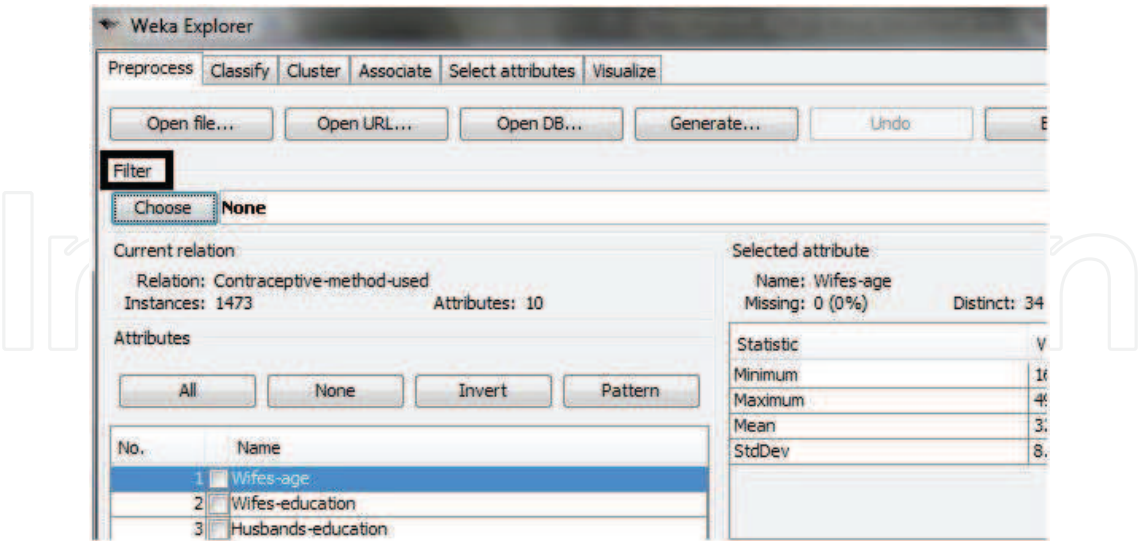 Weka Explorer
Preprocess Classify Cluster Associate Select attributes Visualize
Open file... Open URL... Open DB... Generate... Undo
Filter
Choose None
Current relation
Relation: Contraceptive-method-used
Instances: 1473 Attributes: 10
Selected attribute
Name: Wifes-age
Missing: 0 (0%) Distinct: 34
Attributes
All None Invert Pattern
No. Name
1 Wifes-age
2 Wifes-education
3 Husbands-education
Statistic
Minimum
Maximum
Mean
StdDev